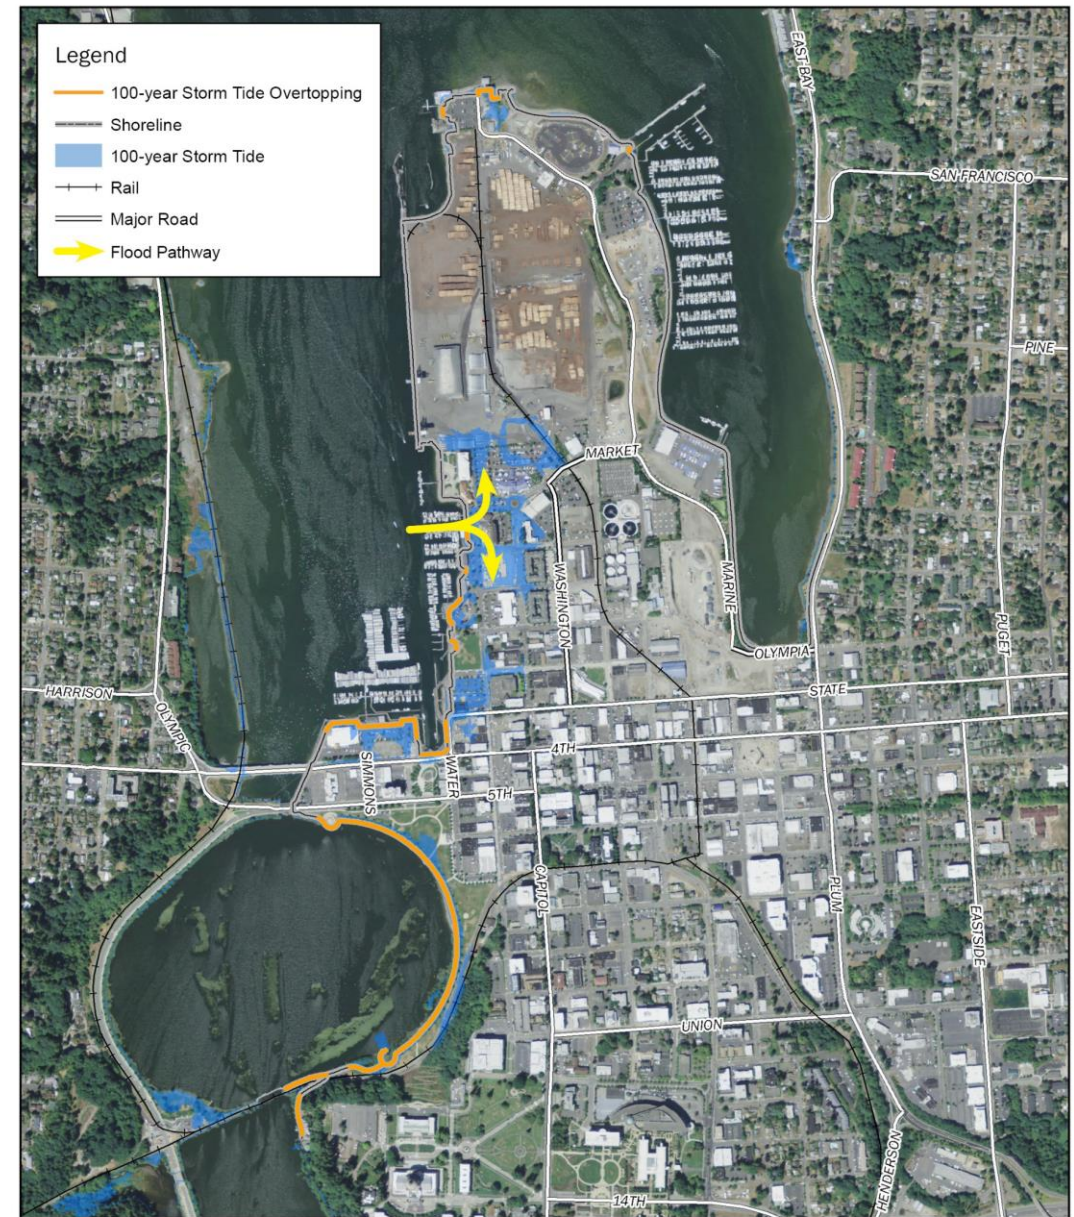 Legend
100-year Storm Tide Overtopping
Shoreline
100-year Storm Tide
Rail
Major Road
Flood Pathway
EAST BAY
SAN FRANCISCO
PINE
MARKET
WASHINGTON
MARINE
PUGET
OLYMPIA
HARRISON
STATE
OLYMPIC
4TH
SIMMONS
WATER
5TH
CAPITOL
PLUM
EASTSIDE
UNION
HENDERSON
14TH